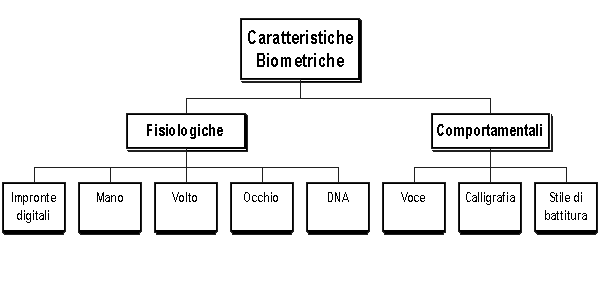 Caratteristiche
Biometriche
Fisiologiche
Comportamentali
Impronte
digitali
Mano
Volto
Occhio
DNA
Voce
Calligrafia
Stile di
battitura